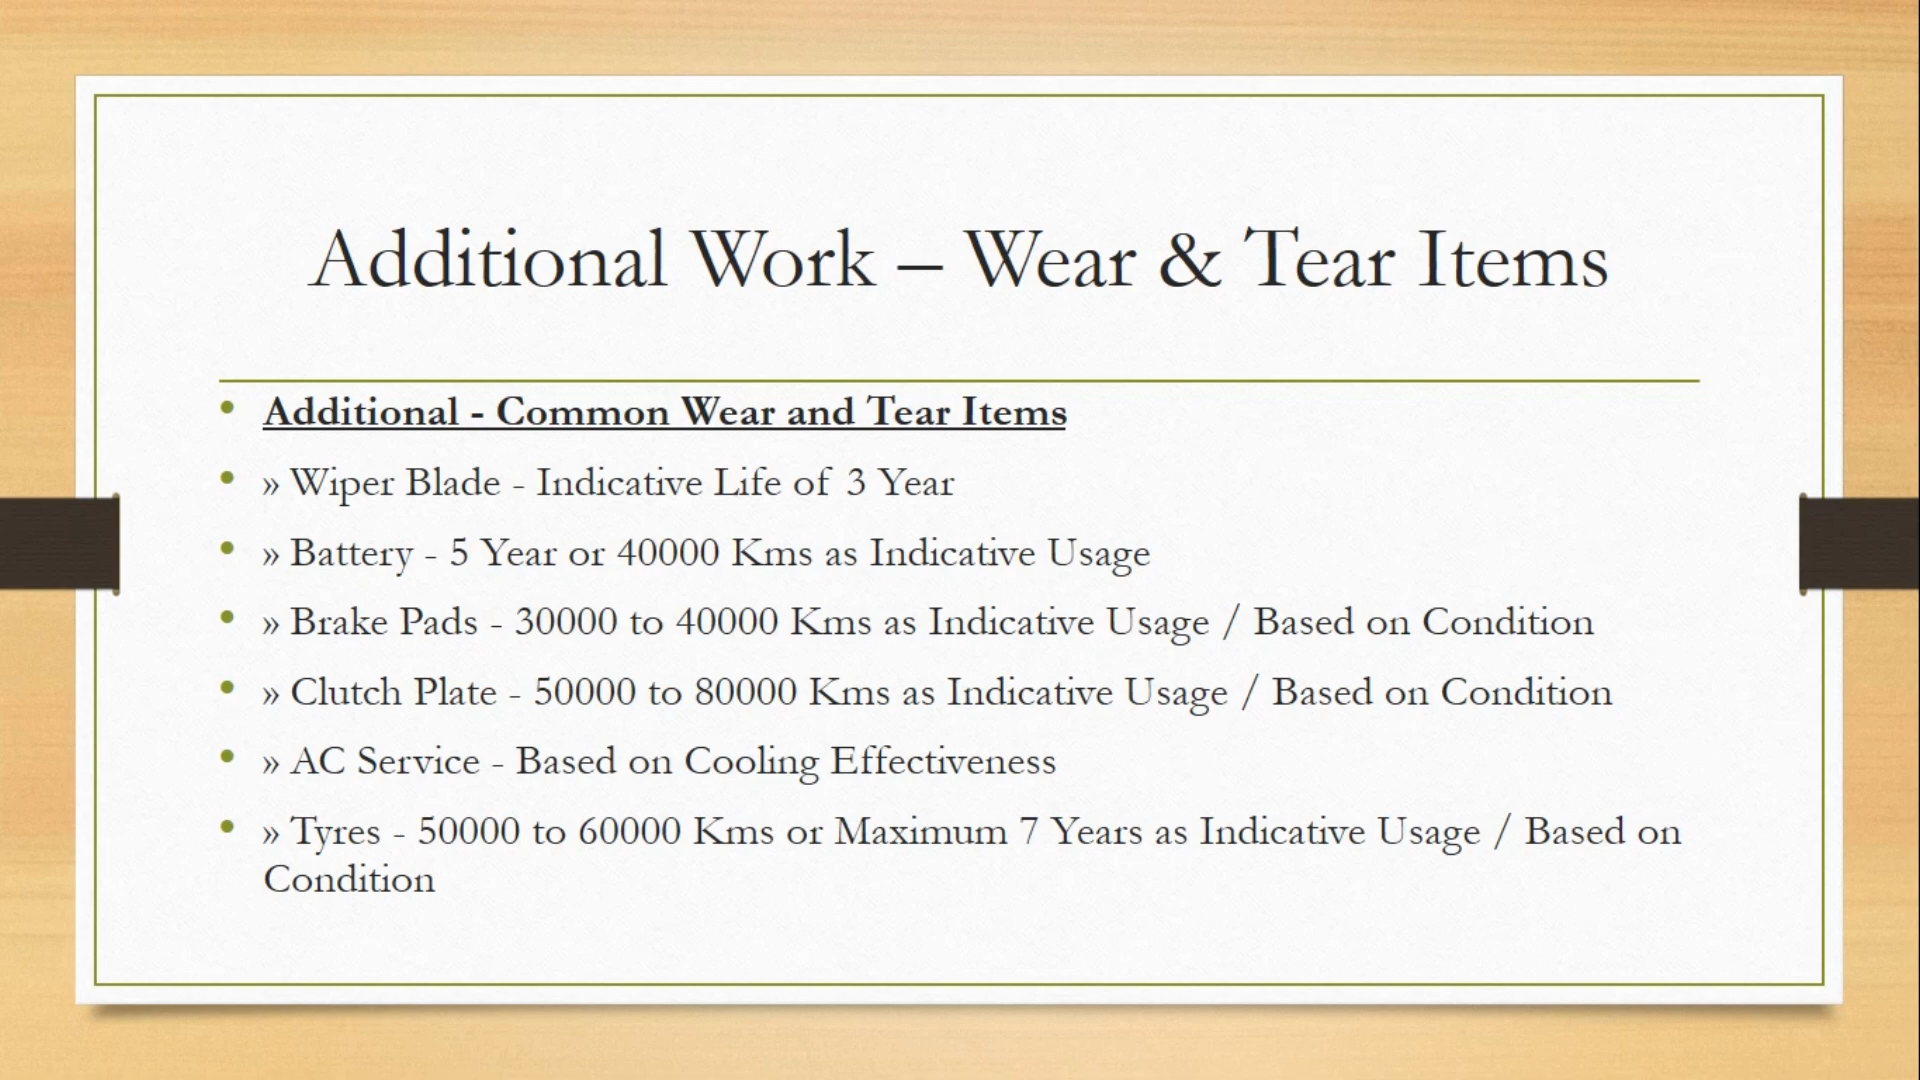 Additional Work – Wear & Tear Items
• Additional - Common Wear and Tear Items
• » Wiper Blade - Indicative Life of 3 Year
• » Battery - 5 Year or 40000 Kms as Indicative Usage
• » Brake Pads - 30000 to 40000 Kms as Indicative Usage / Based on Condition
• » Clutch Plate - 50000 to 80000 Kms as Indicative Usage / Based on Condition
• » AC Service - Based on Cooling Effectiveness
• » Tyres - 50000 to 60000 Kms or Maximum 7 Years as Indicative Usage / Based on
Condition